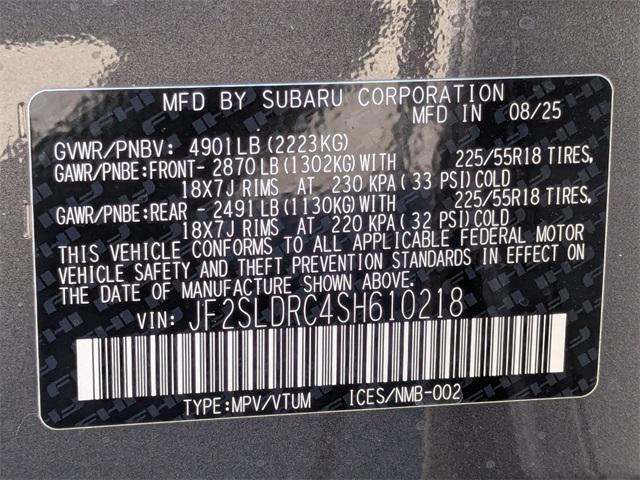 MFD BY SUBARU CORPORATION
MFD IN 08/25
GVWR/PNBV: 4901LB (2223KG)
GAWR/PNBE:FRONT- 2870LB(1302KG)WITH 225/55R18 TIRES,
18X7J RIMS AT 230 KPA( 33 PSI)COLD
GAWR/PNBE:REAR - 2491LB(1130KG)WITH 225/55R18 TIRES,
18X7J RIMS AT 220 KPA( 32 PSI)COLD
THIS VEHICLE CONFORMS TO ALL APPLICABLE FEDERAL MOTOR
VEHICLE SAFETY AND THEFT PREVENTION STANDARDS IN EFFECT ON
THE DATE OF MANUFACTURE SHOWN ABOVE.
VIN: JF2SLDRC4SH610218
TYPE:MPV/VTUM ICES/NMB-002